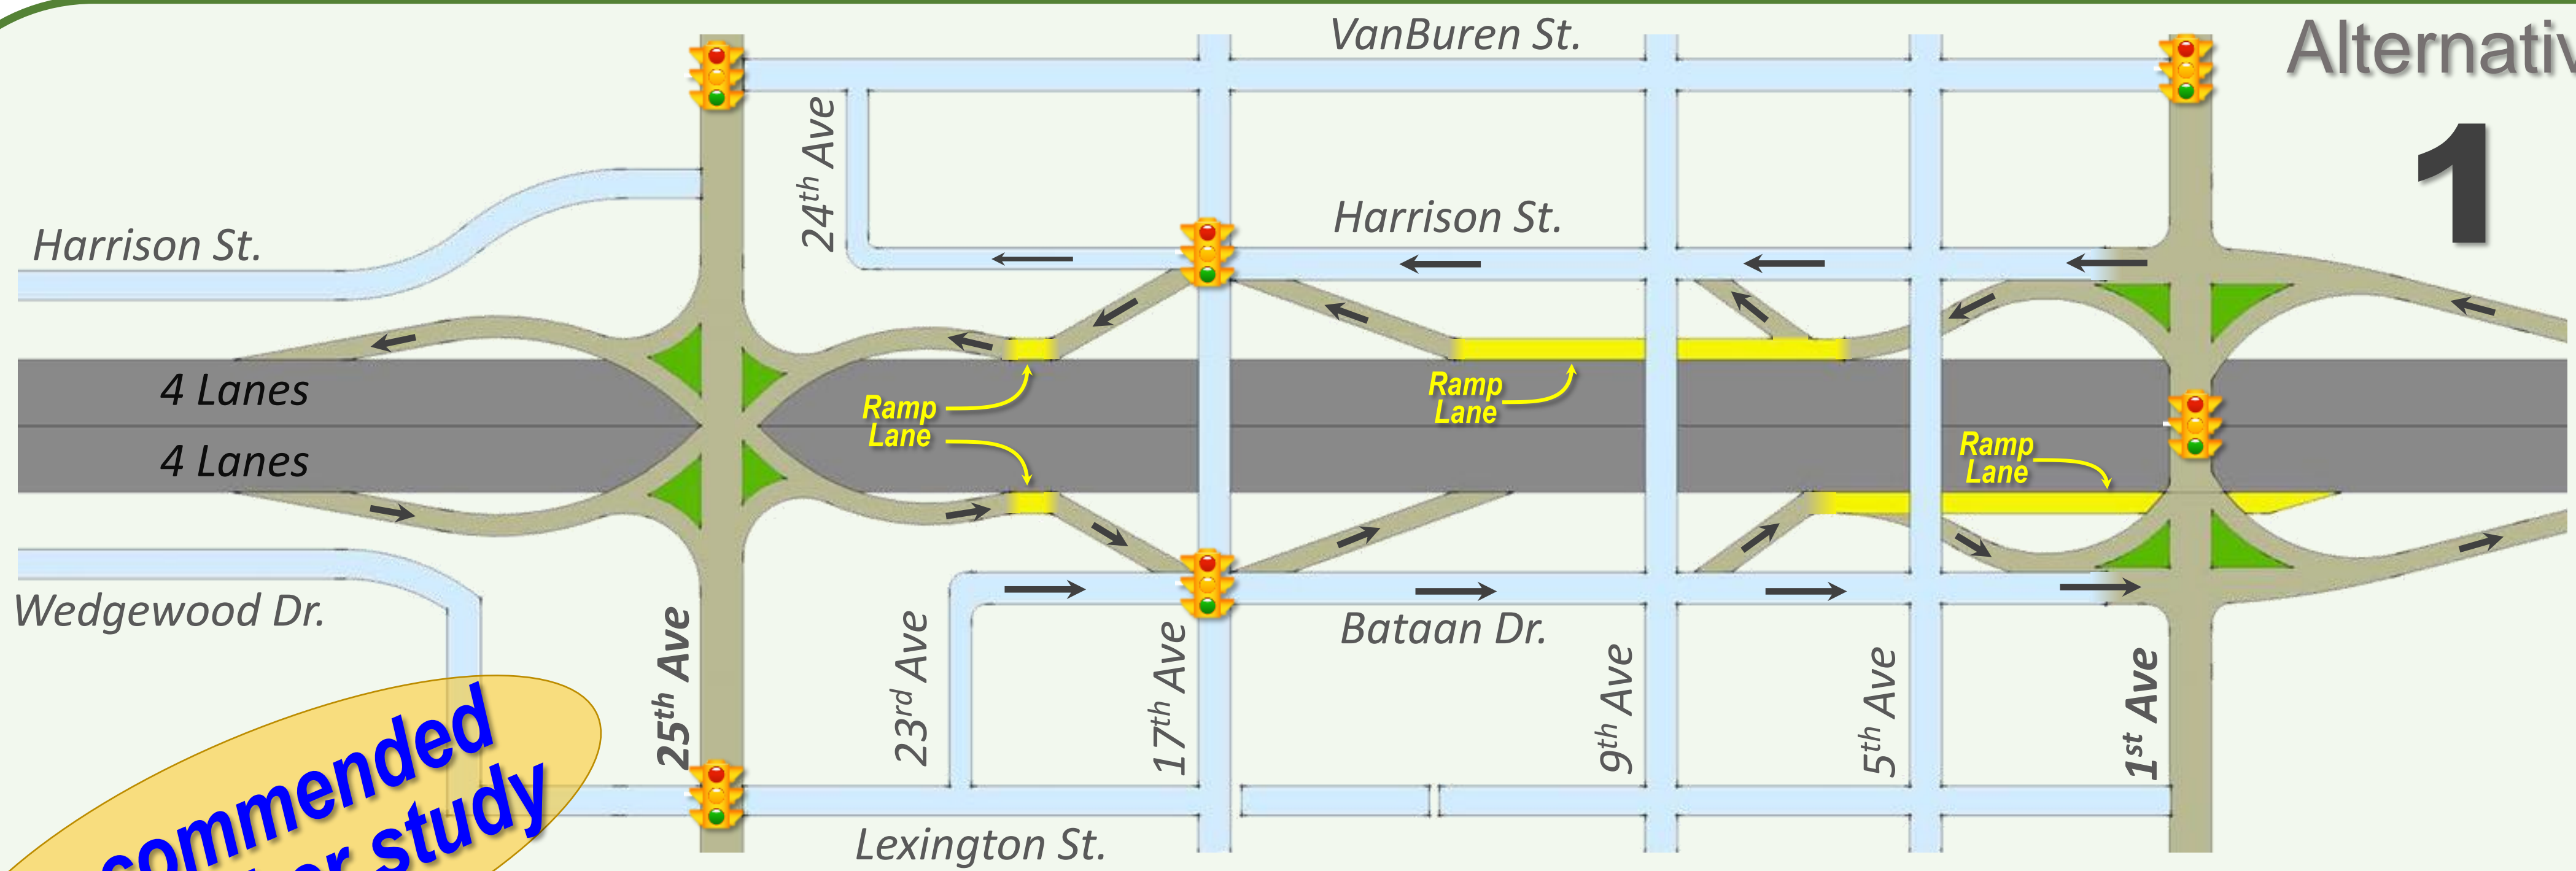 VanBuren St.
Alternativ
1
24th Ave
Harrison St.
Harrison St.
4 Lanes
4 Lanes
Ramp
Lane
Ramp
Lane
Ramp
Lane
Wedgewood Dr.
25th Ave
23rd Ave
17th Ave
Bataan Dr.
9th Ave
5th Ave
1st Ave
commended
er study
Lexington St.